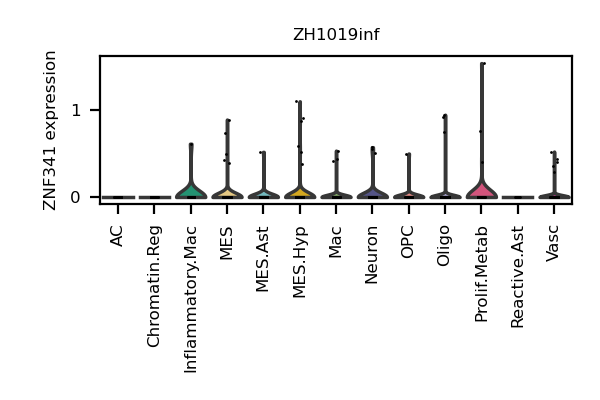 ZH1019inf
ZNF341 expression
1
0
AC
Chromatin.Reg
Inflammatory.Mac
MES
MES.Ast
MES.Hyp
Mac
Neuron
OPC
Oligo
Prolif.Metab
Reactive.Ast
Vasc